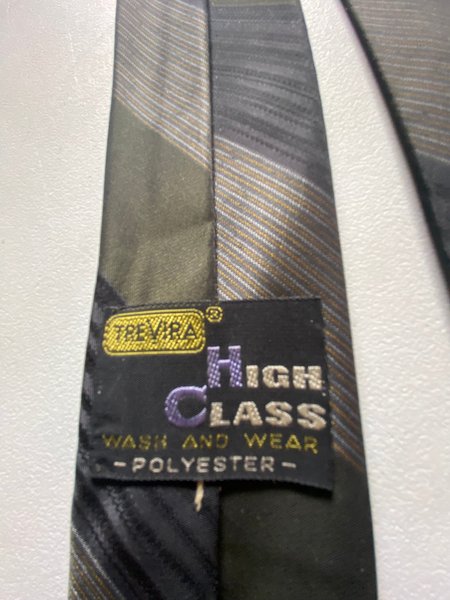 TREVIRA®
HIGH
CLASS
WASH AND WEAR
-POLYESTER-